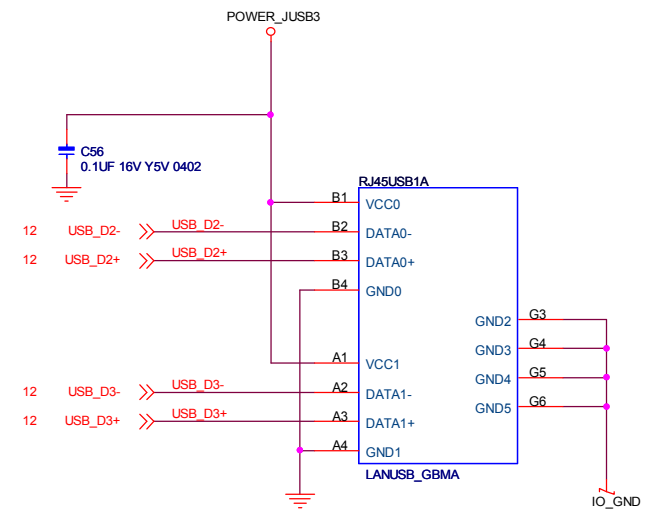 POWER_JUSB3
C56
0.1UF 16V Y5V 0402
RJ45USB1A
B1 VCC0
12 USB_D2- USB_D2- B2 DATA0-
12 USB_D2+ USB_D2+ B3 DATA0+
B4 GND0
GND2 G3
GND3 G4
A1 VCC1
GND4 G5
12 USB_D3- USB_D3- A2 DATA1-
GND5 G6
12 USB_D3+ USB_D3+ A3 DATA1+
A4 GND1
LANUSB_GBMA
IO_GND